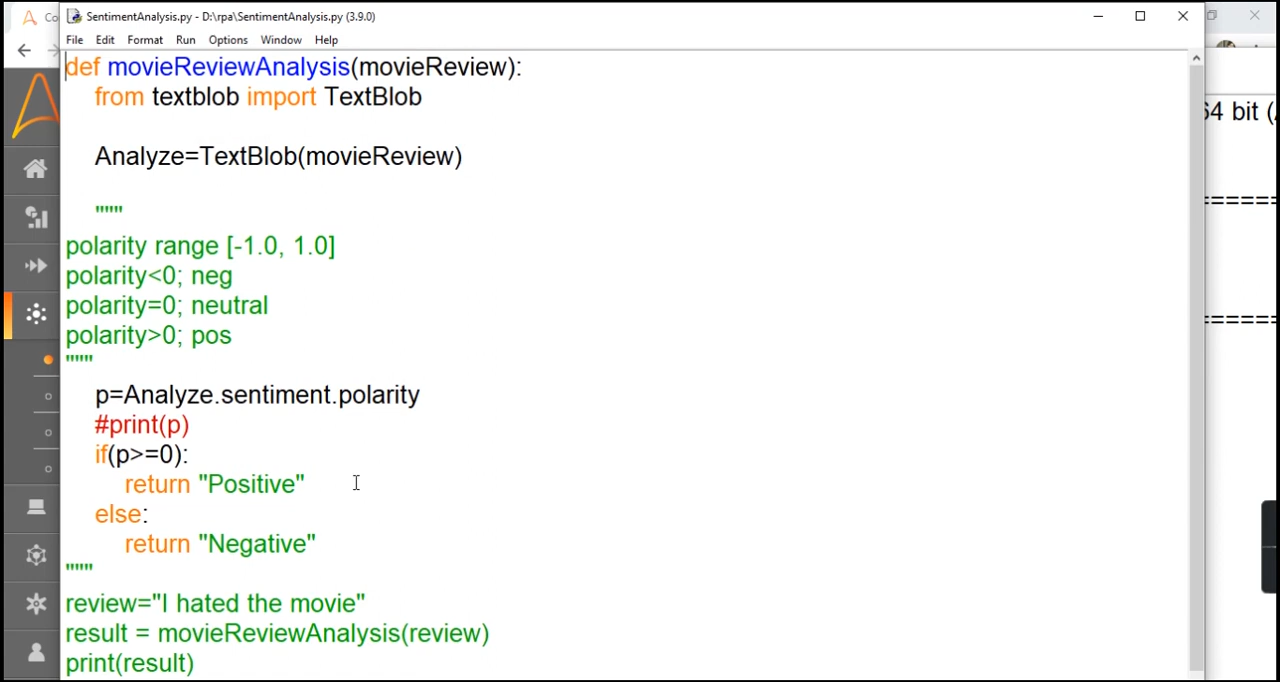 Co
SentimentAnalysis.py - D:\rpa\SentimentAnalysis.py (3.9.0)
File Edit Format Run Options Window Help
def movieReviewAnalysis(movieReview):
from textblob import TextBlob
64 bit (
Analyze=TextBlob(movieReview)
=====
"""
polarity range [-1.0, 1.0]
polarity<0; neg
polarity=0; neutral
=====
polarity>0; pos
"""
p=Analyze.sentiment.polarity
#print(p)
if(p>=0):
return "Positive"
else:
return "Negative"
"""
review="I hated the movie"
result = movieReviewAnalysis(review)
print(result)